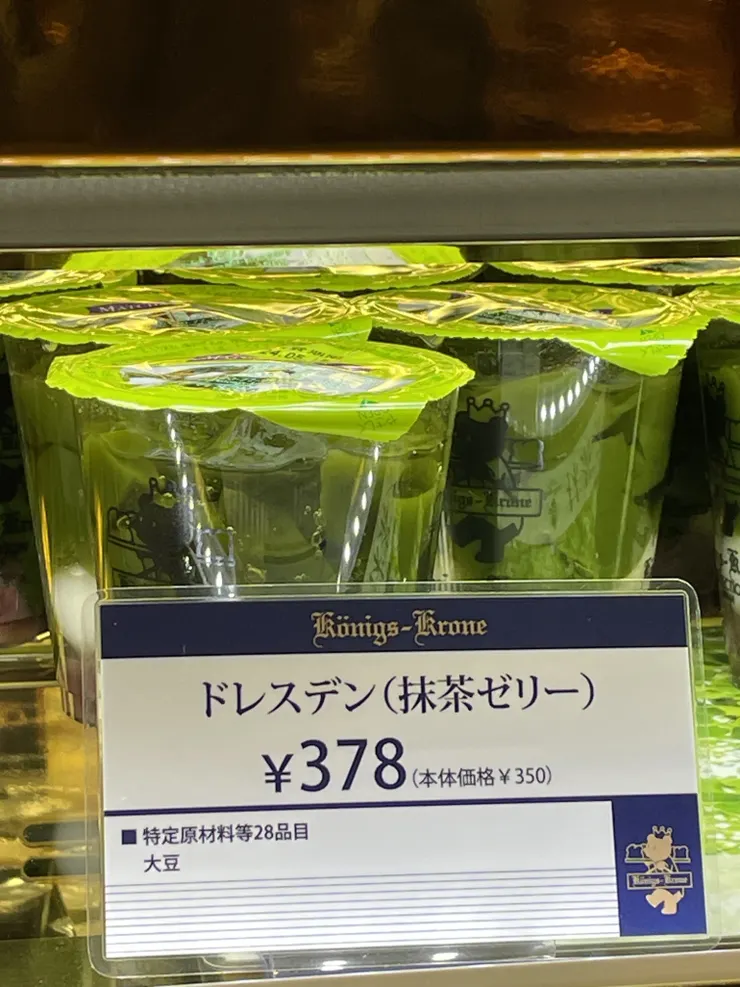 Königs-Krone
ドレスデン(抹茶ゼリー)
¥378(本体価格¥350)
■ 特定原材料等28品目
大豆
Königs-Krone